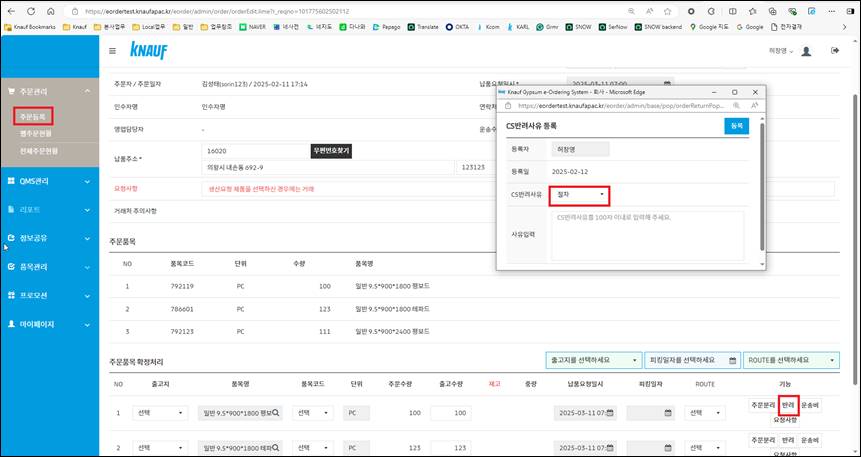 https://eordertest.knaufapac.kr/eorder/admin/order/orderEdit.lime?r_reqno=101775602502112
Knauf Bookmarks Knauf 본사업무 Local업무 일반 업무참조 NAVER 네사전 네지도 다나와 Papago Translate OKTA Kcom KARL Grmr SNOW SerNow SNOW backend Google 지도 Google 전자결재
KNAUF
허창영
주문관리
주문등록
웹주문현황
전체주문현황
QMS관리
리포트
정보공유
품목관리
프로모션
마이페이지
주문자 / 주문일자 김성태(sorin123) / 2025-02-11 17:14 납품요청일시 * 2025-03-11 07:00
인수자명 인수자명 연락처
영업담당자 - 운송수
납품주소 * 16020 우편번호찾기
의왕시 내손동 692-9 123123
요청사항 생산요청 제품을 선택하신 경우에는 거래
거래처 주의사항
Knauf Gypsum e-Ordering System - 회사 - Microsoft Edge
https://eordertest.knaufapac.kr/eorder/admin/base/pop/orderReturnPop...
CS반려사유 등록 등록
등록자 허창영
등록일 2025-02-12
CS반려사유 절차
사유입력 CS반려사유를 100자 이내로 입력해 주세요.
주문품목
NO 품목코드 단위 수량 품목명
1 792119 PC 100 일반 9.5*900*1800 평보드
2 786601 PC 123 일반 9.5*900*1800 테파드
3 792123 PC 111 일반 9.5*900*2400 평보드
주문품목 확정처리 출고지를 선택하세요 피킹일자를 선택하세요 ROUTE를 선택하세요
NO 출고지 품목명 품목코드 단위 주문수량 출고수량 재고 중량 납품요청일시 피킹일자 ROUTE 기능
1 선택 일반 9.5*900*1800 평보 선택 PC 100 100 2025-03-11 07: 선택 주문분리 반려 운송비
요청사항
2 선택 일반 9.5*900*1800 테파 선택 PC 123 123 2025-03-11 07: 선택 주문분리 반려 운송비
요청사항